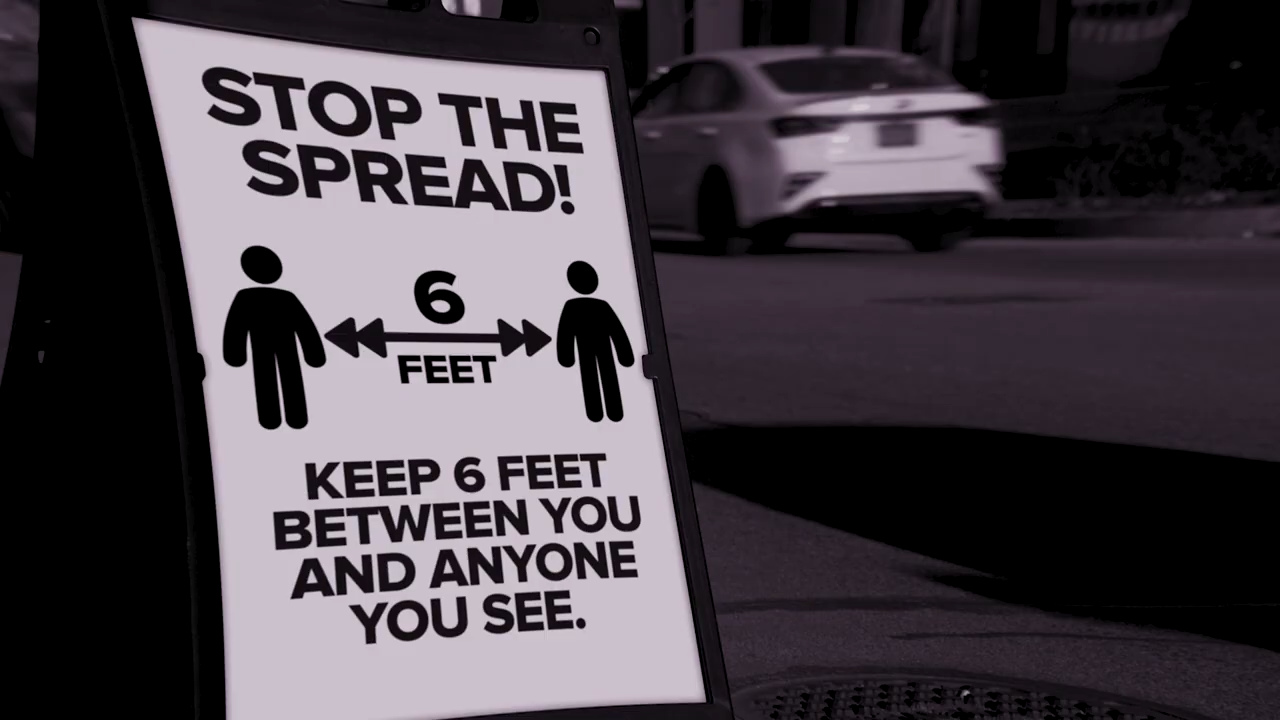 STOP THE
SPREAD!
6
FEET
KEEP 6 FEET
BETWEEN YOU
AND ANYONE
YOU SEE.